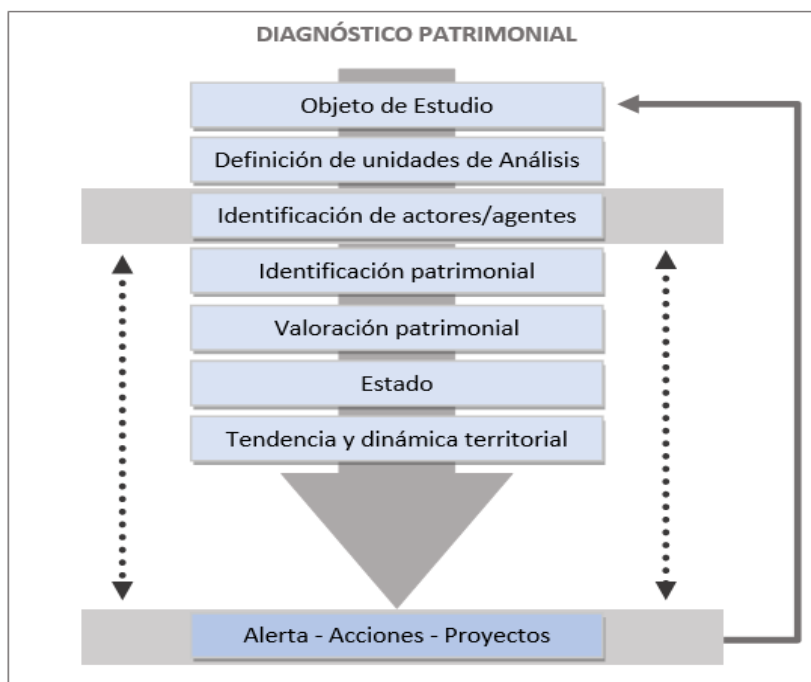 DIAGNÓSTICO PATRIMONIAL
Objeto de Estudio
Definición de unidades de Análisis
Identificación de actores/agentes
Identificación patrimonial
Valoración patrimonial
Estado
Tendencia y dinámica territorial
Alerta - Acciones - Proyectos